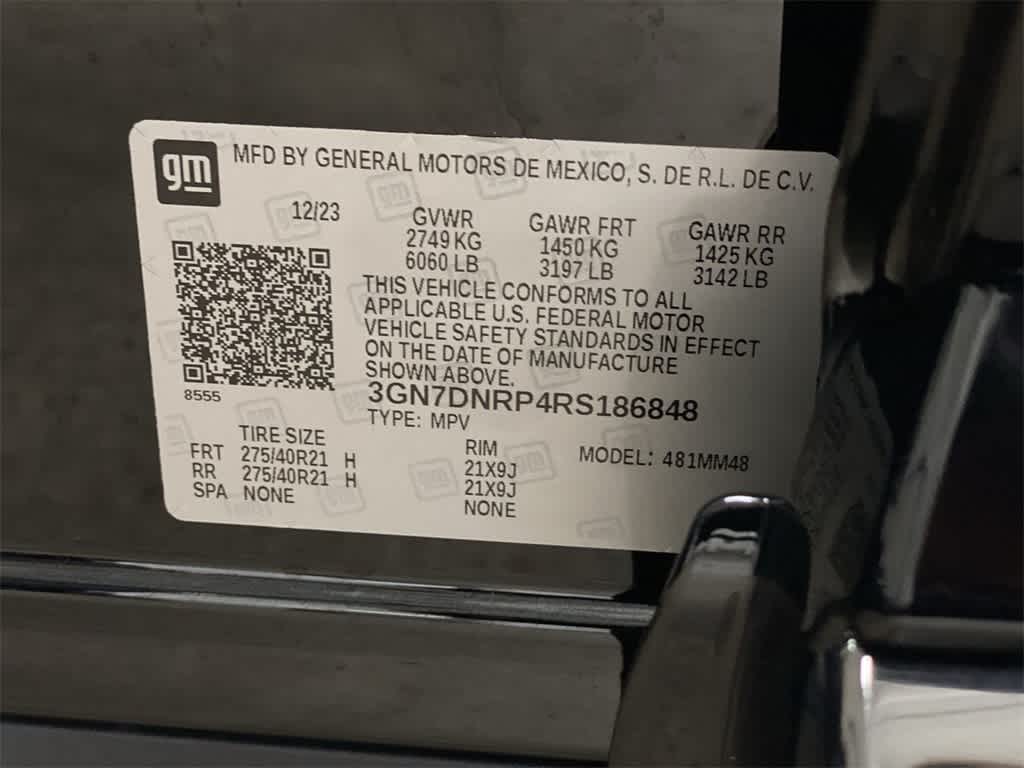 gm MFD BY GENERAL MOTORS DE MEXICO, S. DE R.L. DE C.V.
12/23 GVWR GAWR FRT GAWR RR
2749 KG 1450 KG 1425 KG
6060 LB 3197 LB 3142 LB
THIS VEHICLE CONFORMS TO ALL
APPLICABLE U.S. FEDERAL MOTOR
VEHICLE SAFETY STANDARDS IN EFFECT
ON THE DATE OF MANUFACTURE
SHOWN ABOVE.
8555
3GN7DNRP4RS186848
TYPE: MPV
TIRE SIZE RIM MODEL: 481MM48
FRT 275/40R21 H 21X9J
RR 275/40R21 H 21X9J
SPA NONE NONE